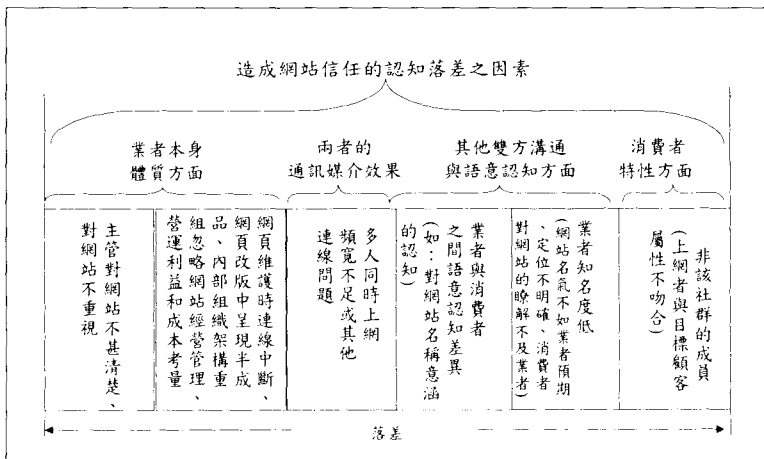 造成網站信任的認知落差之因素
業者本身
體質方面
兩者的
通訊媒介效果
其他雙方溝通
與語意認知方面
消費者
特性方面
主管對網站不甚清楚、
對網站不重視
網頁維護時連線中斷、
網頁改版中呈現半成
品、內部組織架構重
組忽略網站經營管理、
營運利益和成本考量
多人同時上網
頻寬不足或其他
連線問題
業者與消費者
之間語意認知差異
(如：對網站名稱意涵
的認知)
業者知名度低
(網站名氣不如業者預期
、定位不明確、消費者
對網站的瞭解不及業者)
非該社群的成員
(上網者與目標顧客
屬性不吻合)
落差